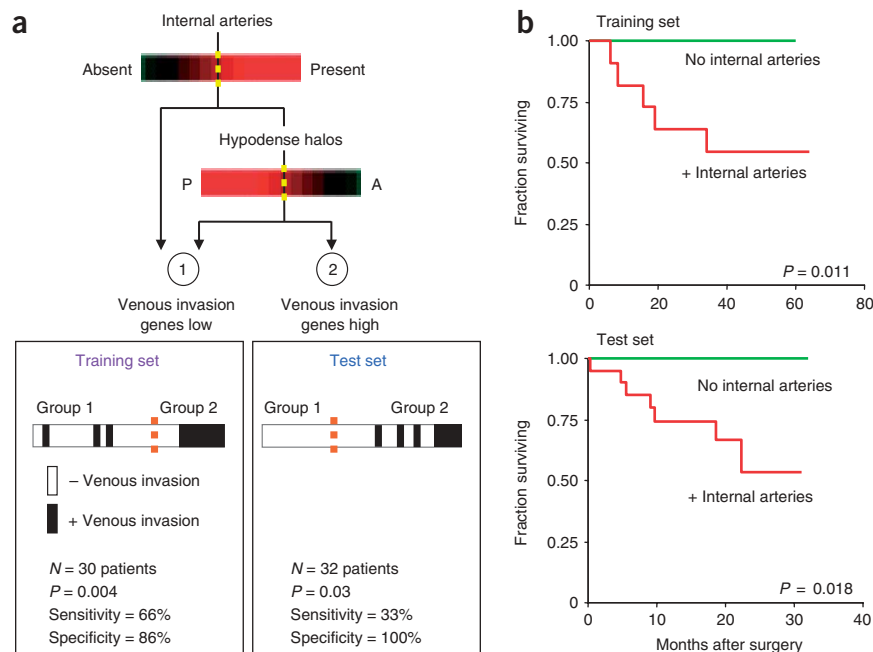 a
Internal arteries
Absent
Present
Hypodense halos
P
A
1
2
Venous invasion
genes low
Venous invasion
genes high
Training set
Group 1
Group 2
– Venous invasion
+ Venous invasion
N = 30 patients
P = 0.004
Sensitivity = 66%
Specificity = 86%
Test set
Group 1
Group 2
N = 32 patients
P = 0.03
Sensitivity = 33%
Specificity = 100%
b
Training set
1.00
0.75
0.50
0.25
0
Fraction surviving
No internal arteries
+ Internal arteries
P = 0.011
0 20 40 60 80
Test set
1.00
0.75
0.50
0.25
0
Fraction surviving
No internal arteries
+ Internal arteries
P = 0.018
0 10 20 30 40
Months after surgery